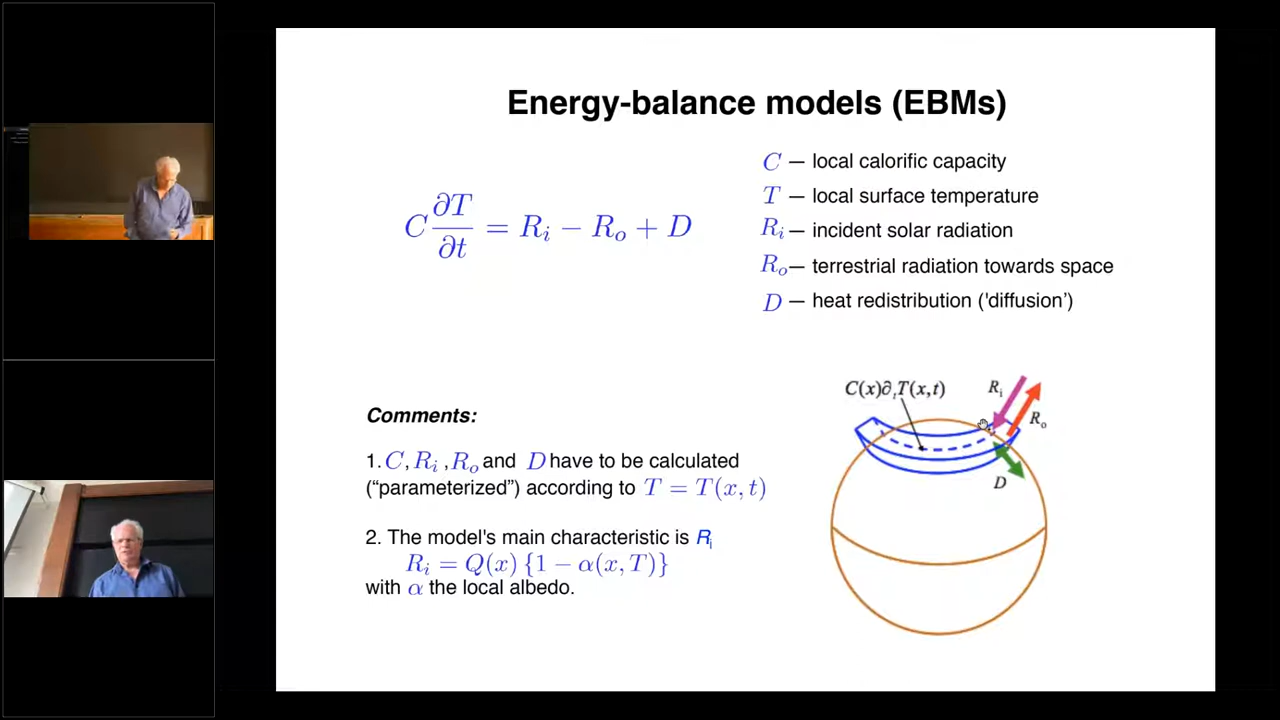 Energy-balance models (EBMs)
C ∂T/∂t = R_i − R_o + D
C — local calorific capacity
T — local surface temperature
R_i — incident solar radiation
R_o — terrestrial radiation towards space
D — heat redistribution ('diffusion’)
Comments:
1. C, R_i ,R_o and D have to be calculated
(“parameterized”) according to T = T(x, t)
2. The model's main characteristic is R_i
R_i = Q(x) {1 − α(x, T)}
with α the local albedo.
C(x)∂_tT(x,t)
R_i
R_o
D